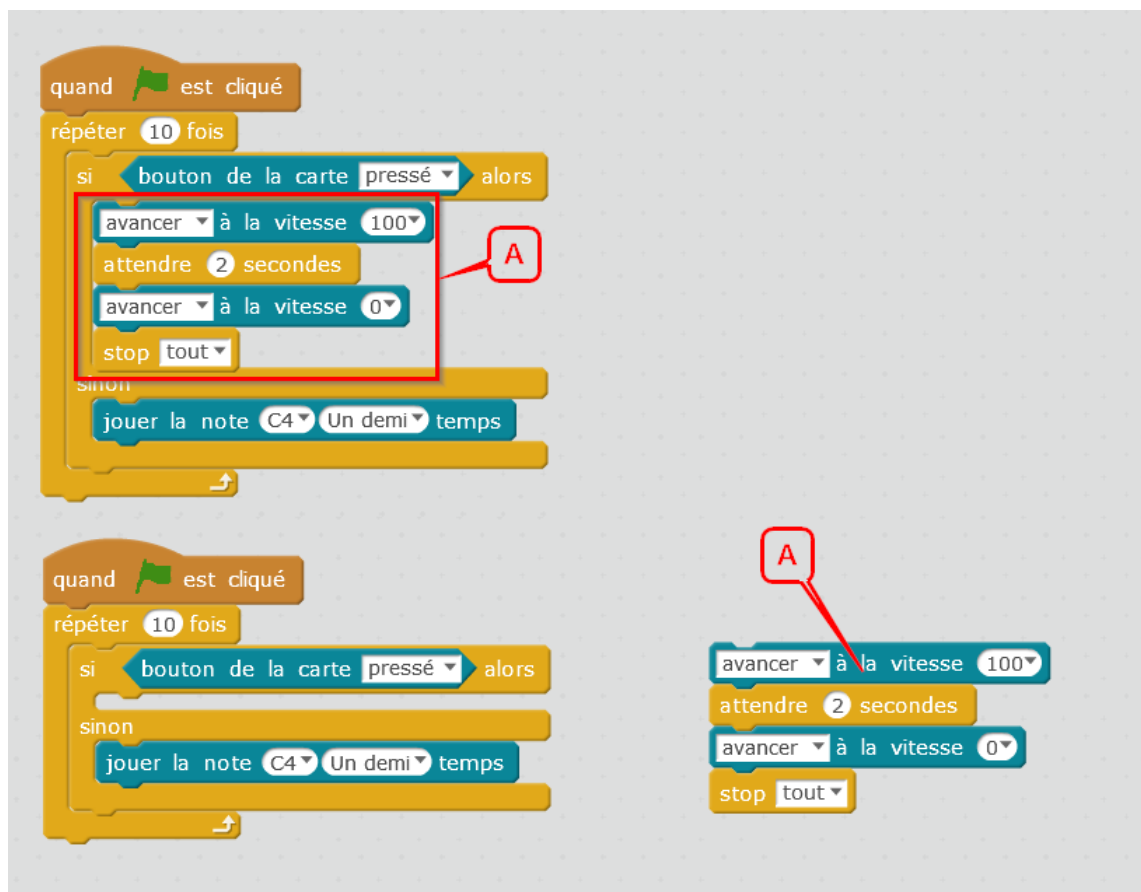 quand est cliqué
répéter 10 fois
si bouton de la carte pressé alors
avancer à la vitesse 100
A
attendre 2 secondes
avancer à la vitesse 0
stop tout
sinon
jouer la note C4 Un demi temps
quand est cliqué
répéter 10 fois
si bouton de la carte pressé alors
sinon
jouer la note C4 Un demi temps
A
avancer à la vitesse 100
attendre 2 secondes
avancer à la vitesse 0
stop tout